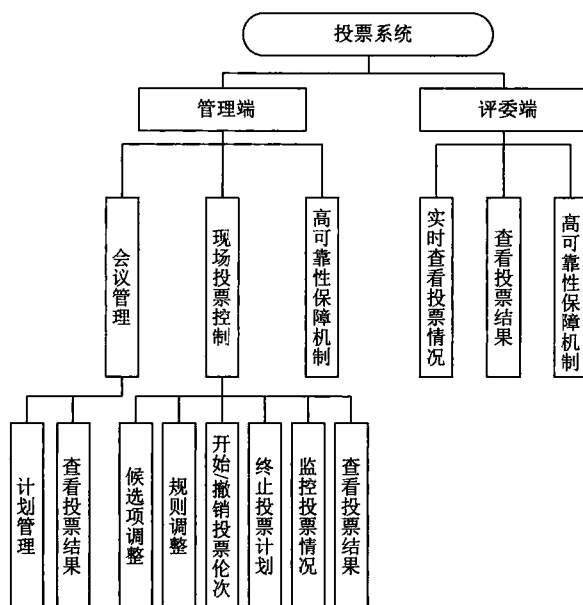 投票系统
管理端
评委端
会议管理
现场投票控制
高可靠性保障机制
实时查看投票情况
查看投票结果
高可靠性保障机制
计划管理
查看投票结果
候选项调整
规则调整
开始/撤销投票伦次
终止投票计划
监控投票情况
查看投票结果